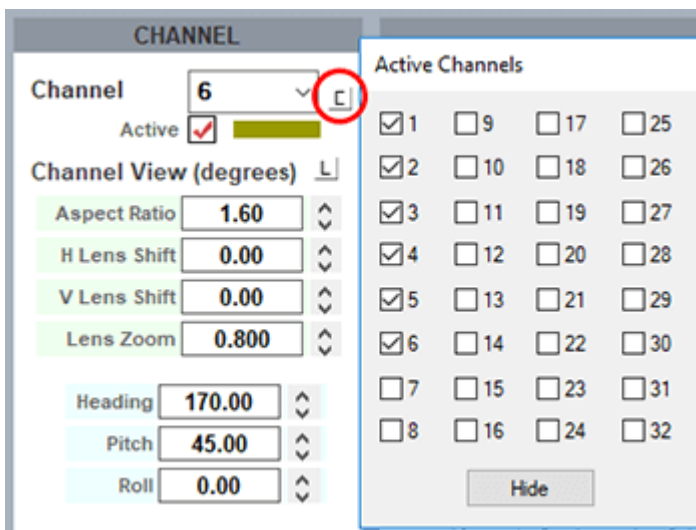 CHANNEL
Channel 6 C
Active
Channel View (degrees) L
Aspect Ratio 1.60
H Lens Shift 0.00
V Lens Shift 0.00
Lens Zoom 0.800
Heading 170.00
Pitch 45.00
Roll 0.00
Active Channels
1 9 17 25
2 10 18 26
3 11 19 27
4 12 20 28
5 13 21 29
6 14 22 30
7 15 23 31
8 16 24 32
Hide